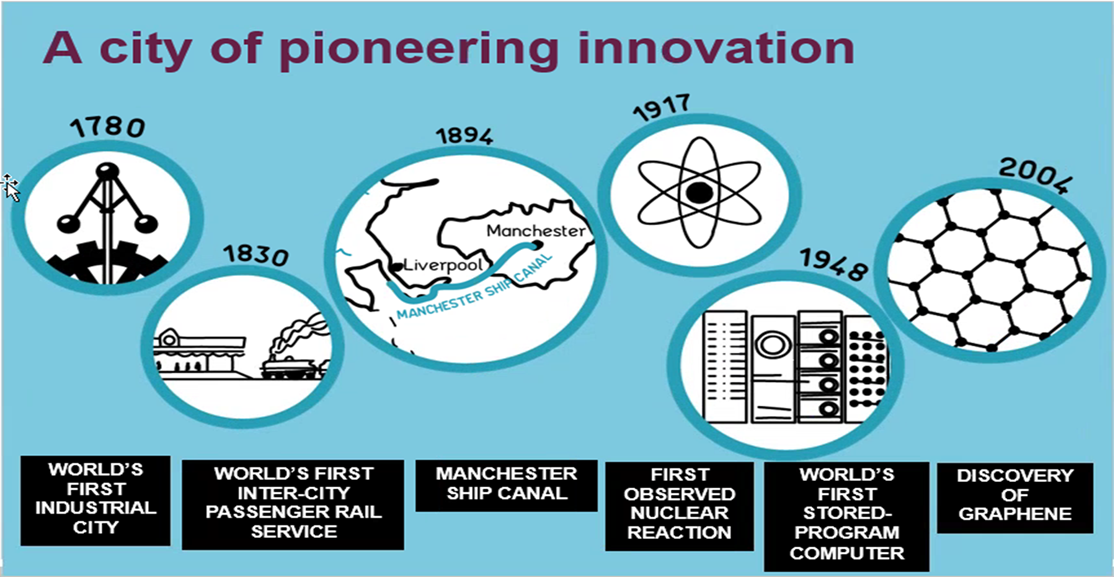 A city of pioneering innovation
1780
1830
1894
Manchester
Liverpool
MANCHESTER SHIP CANAL
1917
1948
2004
WORLD'S
FIRST
INDUSTRIAL
CITY
WORLD'S FIRST
INTER-CITY
PASSENGER RAIL
SERVICE
MANCHESTER
SHIP CANAL
FIRST
OBSERVED
NUCLEAR
REACTION
WORLD'S
FIRST
STORED-
PROGRAM
COMPUTER
DISCOVERY
OF
GRAPHENE